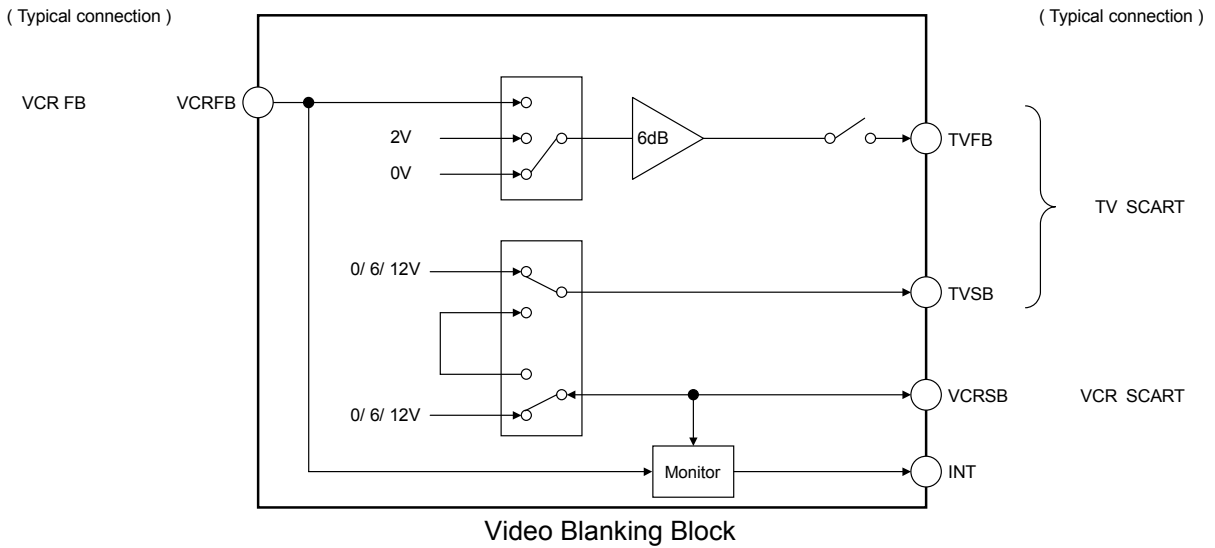 ( Typical connection )
( Typical connection )
VCR FB
VCRFB
2V
0V
6dB
TVFB
TV SCART
0/ 6/ 12V
TVSB
0/ 6/ 12V
VCRSB
VCR SCART
Monitor
INT
Video Blanking Block